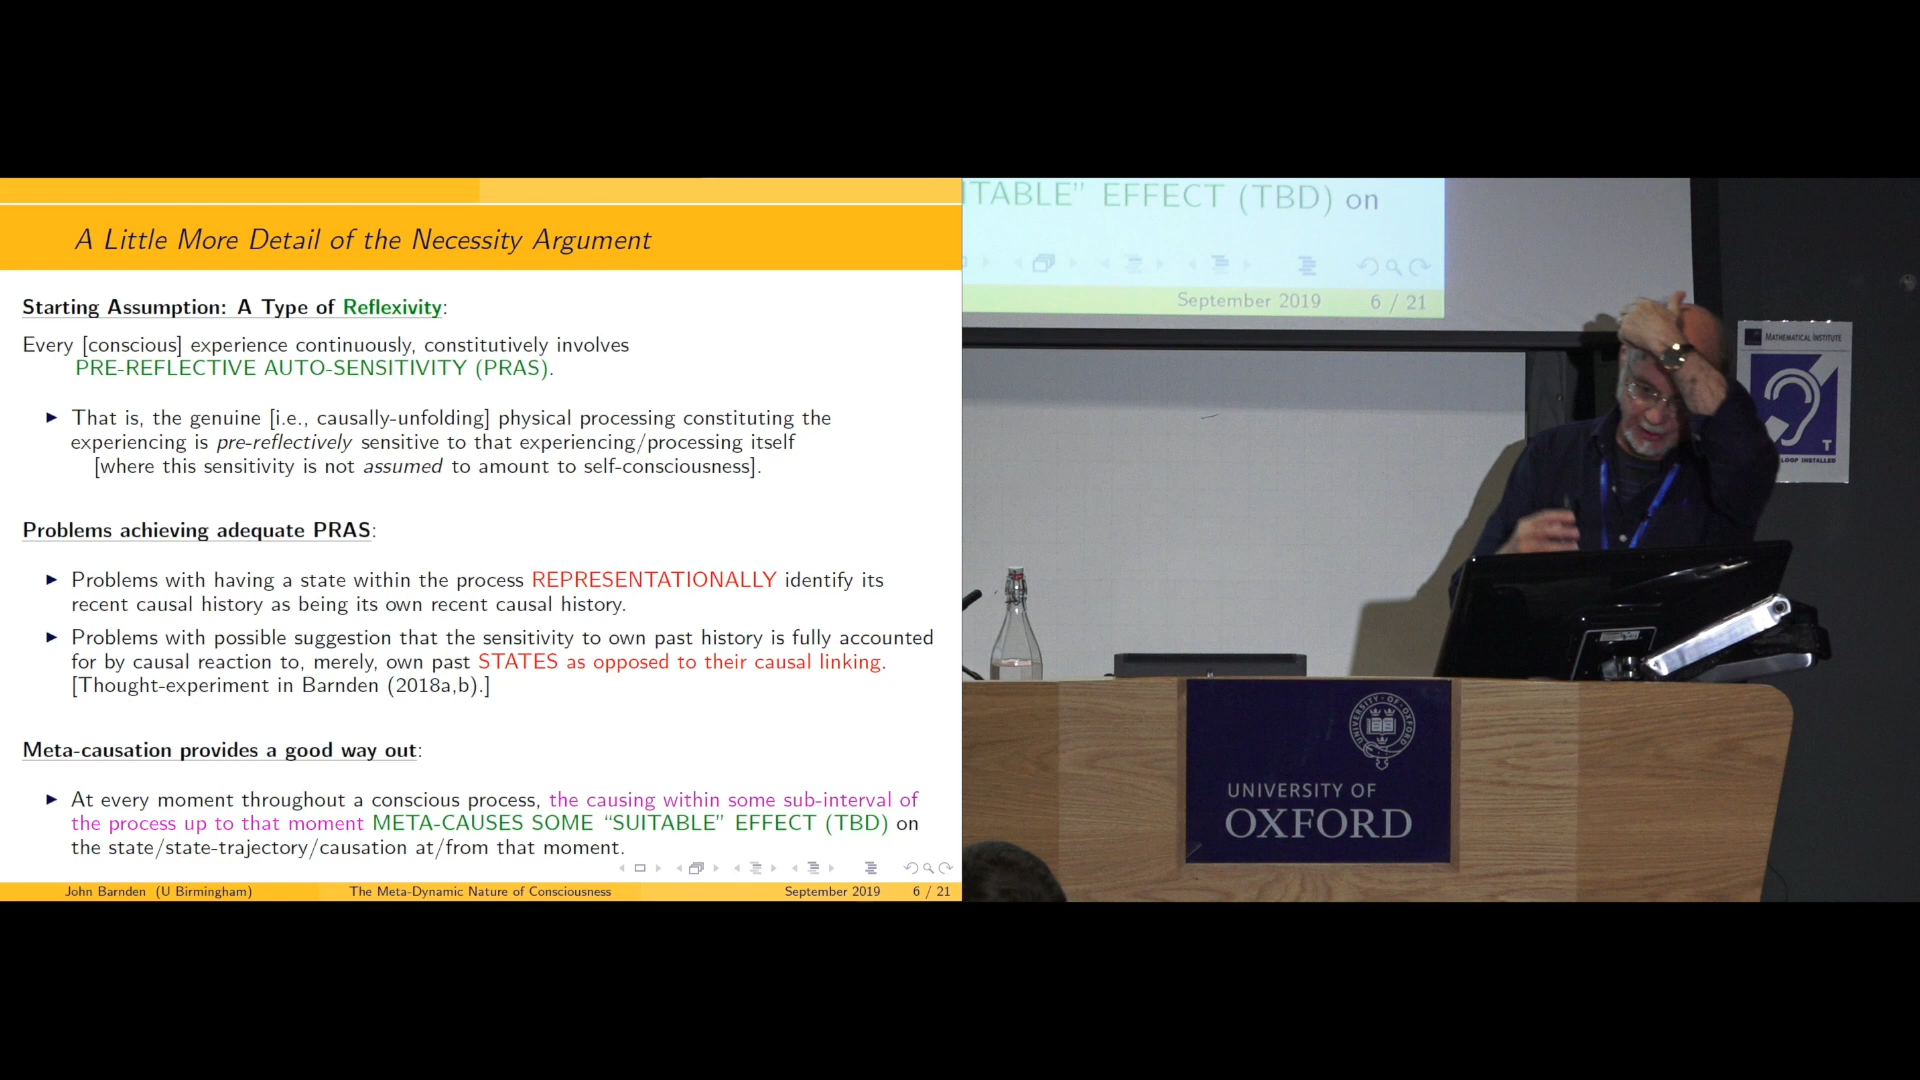 A Little More Detail of the Necessity Argument
Starting Assumption: A Type of Reflexivity:
Every [conscious] experience continuously, constitutively involves
PRE-REFLECTIVE AUTO-SENSITIVITY (PRAS).
That is, the genuine [i.e., causally-unfolding] physical processing constituting the
experiencing is pre-reflectively sensitive to that experiencing/processing itself
[where this sensitivity is not assumed to amount to self-consciousness].
Problems achieving adequate PRAS:
Problems with having a state within the process REPRESENTATIONALLY identify its
recent causal history as being its own recent causal history.
Problems with possible suggestion that the sensitivity to own past history is fully accounted
for by causal reaction to, merely, own past STATES as opposed to their causal linking.
[Thought-experiment in Barnden (2018a,b).]
Meta-causation provides a good way out:
At every moment throughout a conscious process, the causing within some sub-interval of
the process up to that moment META-CAUSES SOME “SUITABLE” EFFECT (TBD) on
the state/state-trajectory/causation at/from that moment.
John Barnden (U Birmingham) The Meta-Dynamic Nature of Consciousness September 2019 6 / 21
ITABLE” EFFECT (TBD) on
September 2019 6 / 21
MATHEMATICAL INSTITUTE
T
LOOP INSTALLED
UNIVERSITY OF OXFORD
UNIVERSITY OF
OXFORD